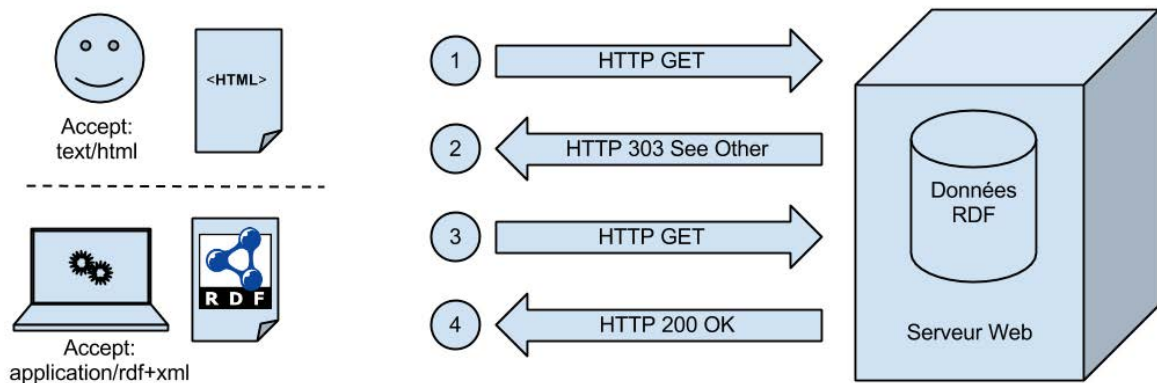 Accept:
text/html
<HTML>
Accept:
application/rdf+xml
R D F
1
HTTP GET
2
HTTP 303 See Other
3
HTTP GET
4
HTTP 200 OK
Données
RDF
Serveur Web